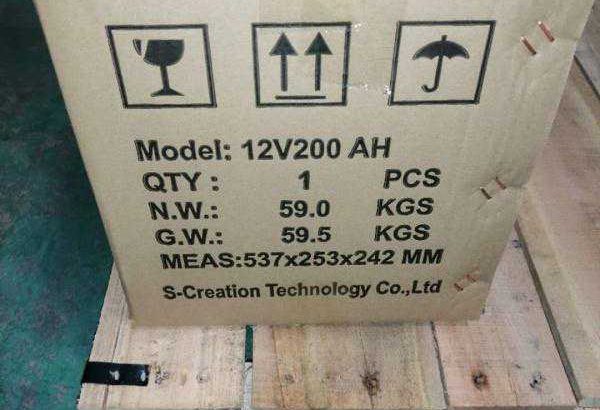 Model: 12V200 AH
QTY : 1 PCS
N.W.: 59.0 KGS
G.W.: 59.5 KGS
MEAS:537x253x242 MM
S-Creation Technology Co.,Ltd